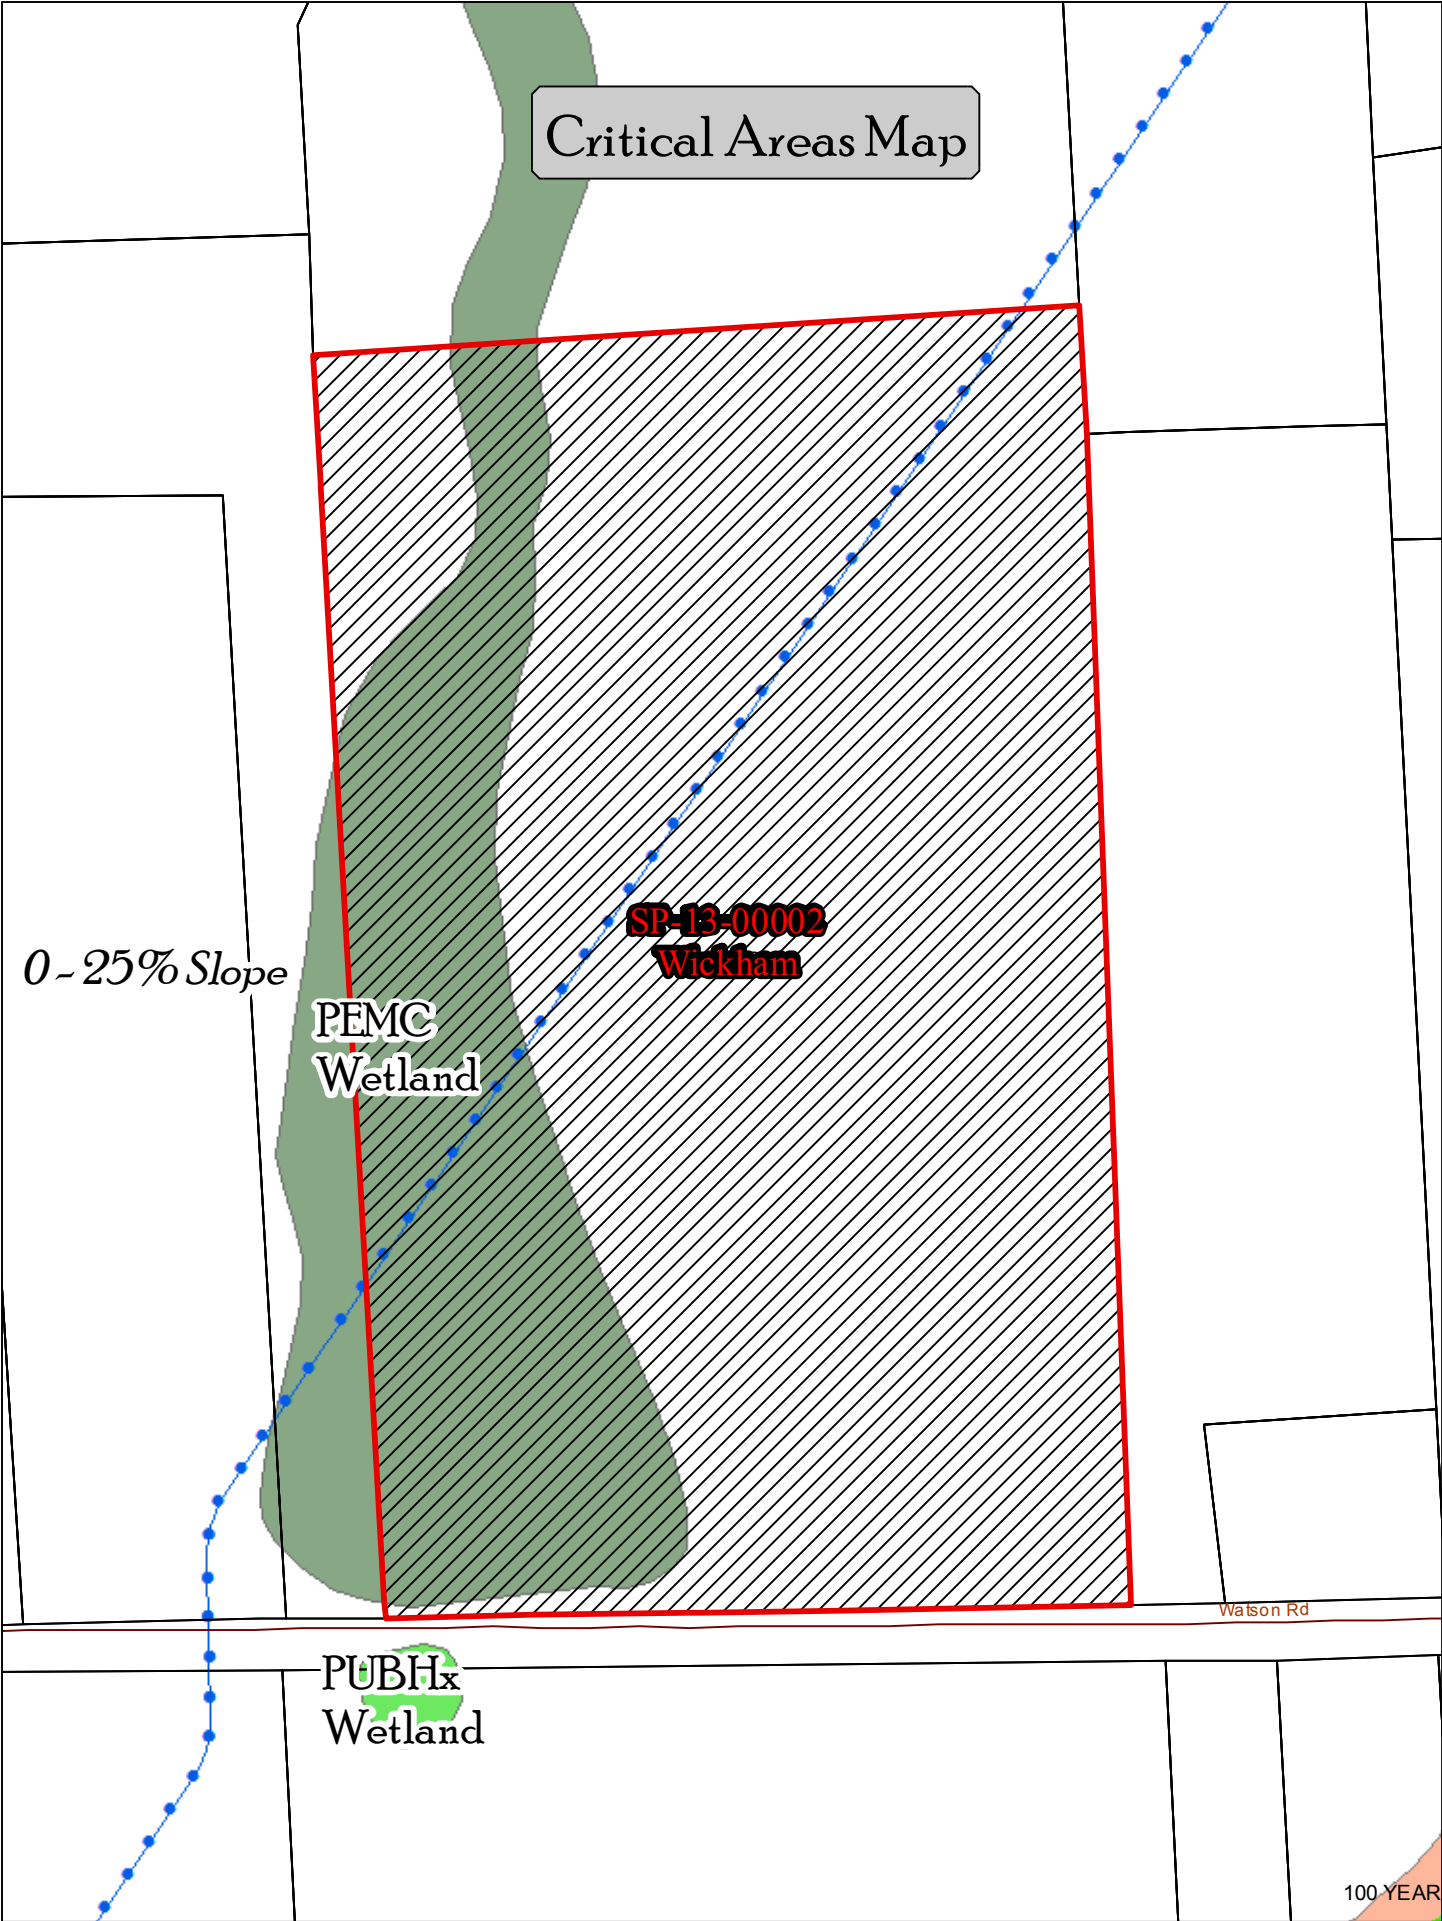 Critical Areas Map
SP-13-00002
Wickham
0-25% Slope
PEMC
Wetland
Watson Rd
PUBHx
Wetland
100 YEAR